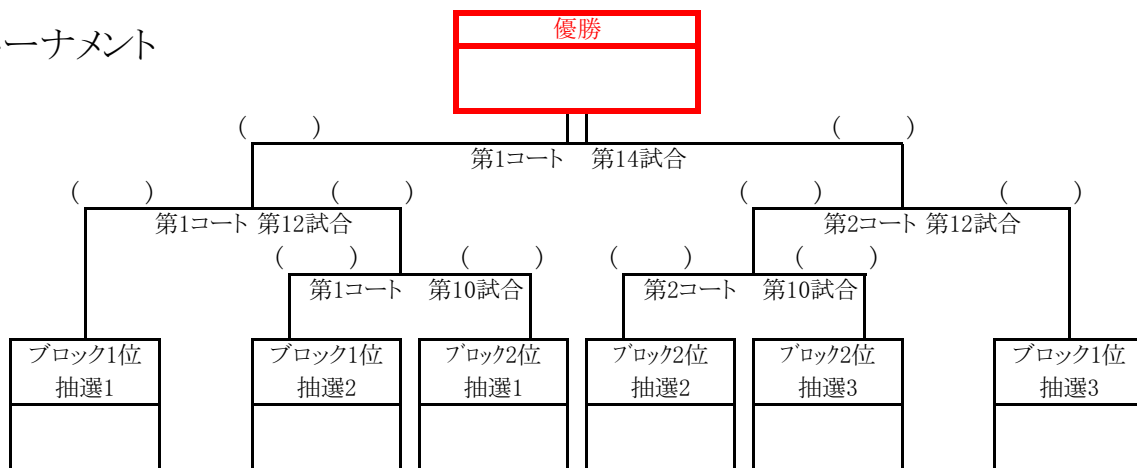 ーナメント
優勝
(　　　)
(　　　)
第1コート　第14試合
(　　　)
(　　　)
(　　　)
(　　　)
第1コート 第12試合
第2コート 第12試合
(　　　)
(　　　)
(　　　)
(　　　)
第1コート　第10試合
第2コート　第10試合
ブロック1位
抽選1
ブロック1位
抽選2
ブロック2位
抽選1
ブロック2位
抽選2
ブロック2位
抽選3
ブロック1位
抽選3